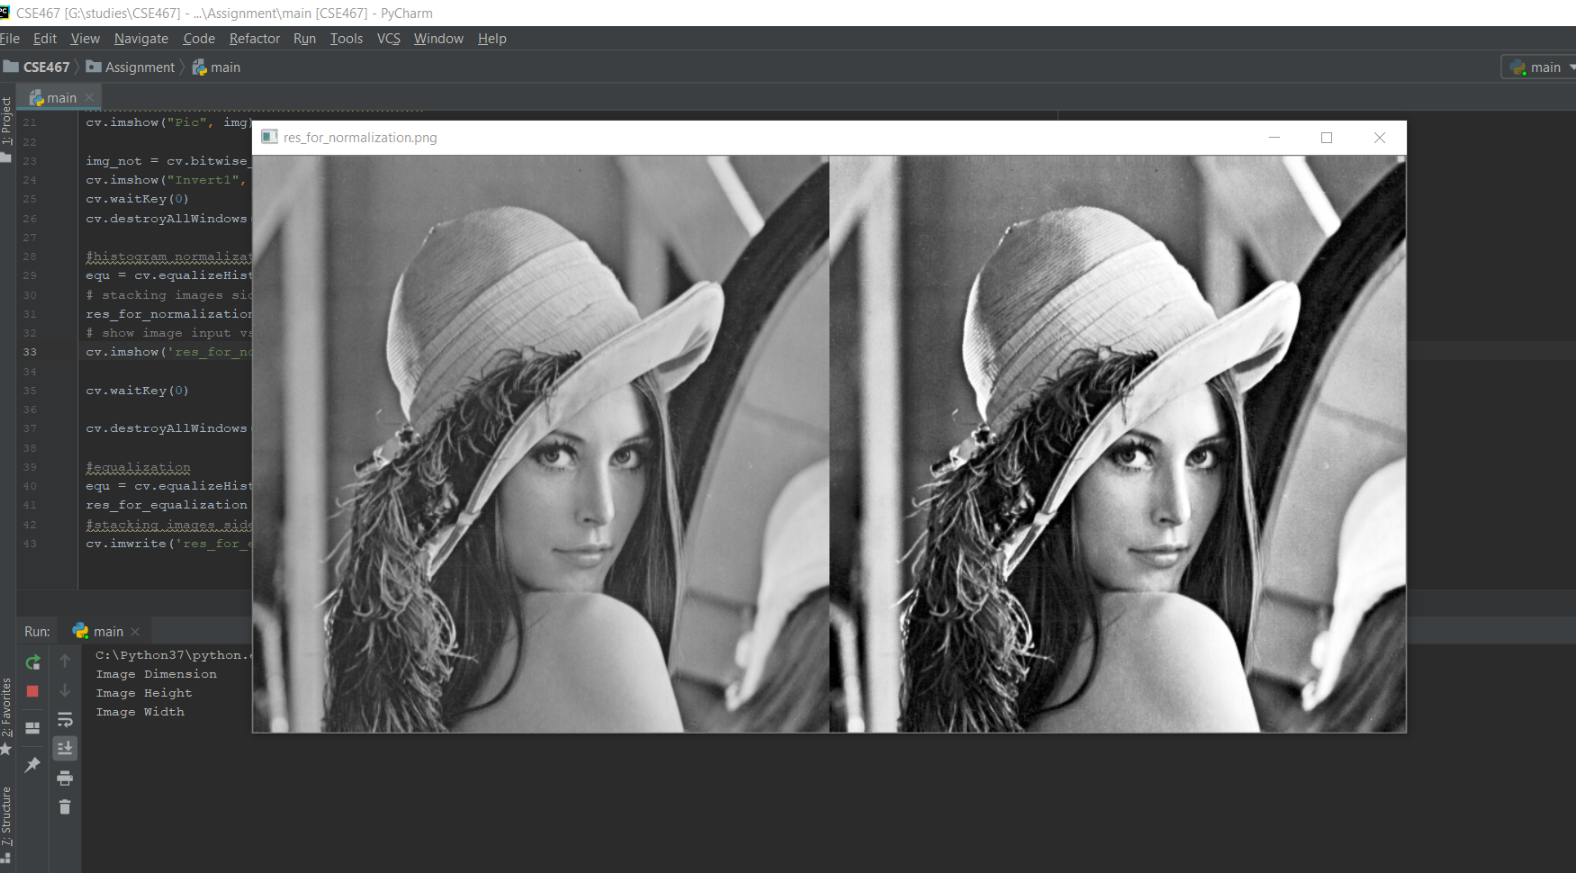 CSE467 [G:\studies\CSE467] - ...\Assignment\main [CSE467] - PyCharm
File Edit View Navigate Code Refactor Run Tools VCS Window Help
CSE467 Assignment main
main
main
1: Project
21 cv.imshow("Pic", img)
22
23 img_not = cv.bitwise_
24 cv.imshow("Invert1",
25 cv.waitKey(0)
26 cv.destroyAllWindows
27
28 #histogram normalizat
29 equ = cv.equalizeHist
30 # stacking images sid
31 res_for_normalization
32 # show image input vs
33 cv.imshow('res_for_no
34
35 cv.waitKey(0)
36
37 cv.destroyAllWindows
38
39 #equalization
40 equ = cv.equalizeHist
41 res_for_equalization
42 #stacking images side
43 cv.imwrite('res_for_e
res_for_normalization.png
Run: main
C:\Python37\python.e
Image Dimension
Image Height
Image Width
2: Favorites
7: Structure